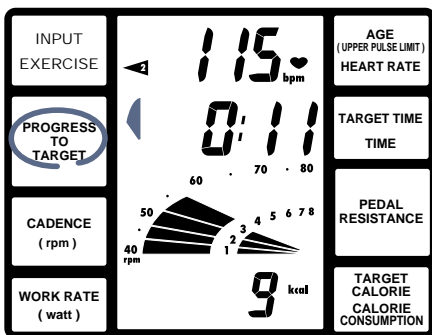 INPUT
EXERCISE
PROGRESS
TO
TARGET
CADENCE
( rpm )
WORK RATE
( watt )
2
115
bpm
0:11
40 50 · 60 · 70 · 80
rpm
1 2 3 4 5 6 7 8
9 kcal
AGE
( UPPER PULSE LIMIT )
HEART RATE
TARGET TIME
TIME
PEDAL
RESISTANCE
TARGET
CALORIE
CALORIE
CONSUMPTION